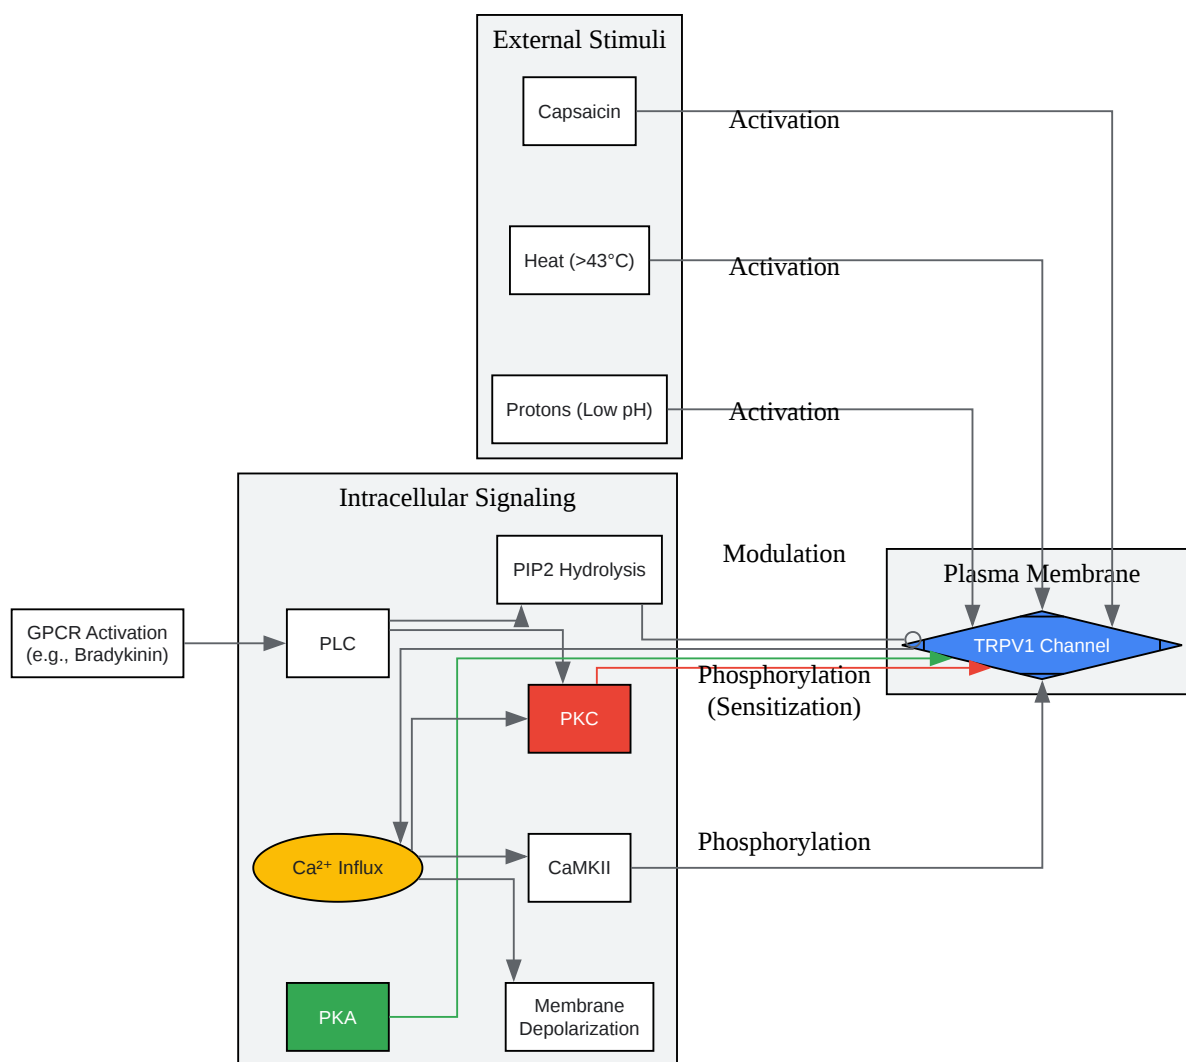 External Stimuli
Capsaicin
Activation
Heat (>43°C)
Activation
Protons (Low pH)
Activation
Intracellular Signaling
PIP2 Hydrolysis
Modulation
Plasma Membrane
GPCR Activation
(e.g., Bradykinin)
PLC
TRPV1 Channel
Phosphorylation
(Sensitization)
PKC
Phosphorylation
Ca²⁺ Influx
CaMKII
PKA
Membrane
Depolarization